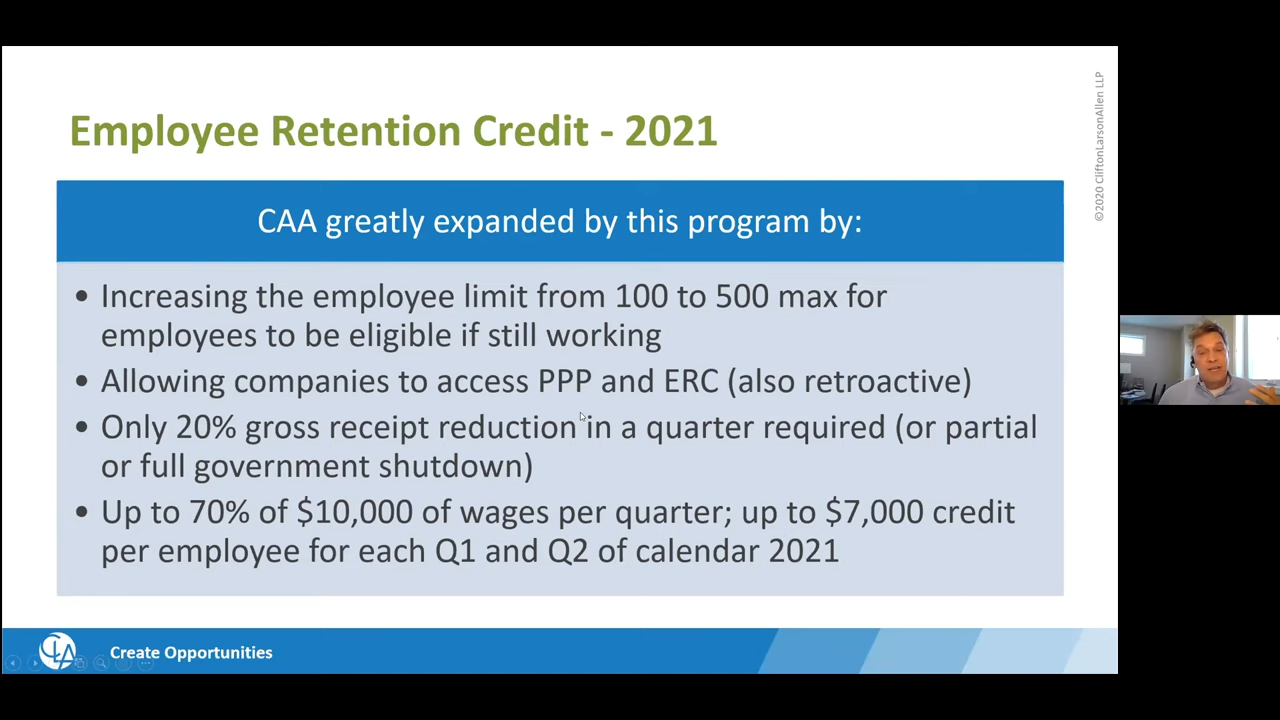 Employee Retention Credit - 2021
CAA greatly expanded by this program by:
• Increasing the employee limit from 100 to 500 max for
employees to be eligible if still working
• Allowing companies to access PPP and ERC (also retroactive)
• Only 20% gross receipt reduction in a quarter required (or partial
or full government shutdown)
• Up to 70% of $10,000 of wages per quarter; up to $7,000 credit
per employee for each Q1 and Q2 of calendar 2021
©2020 CliftonLarsonAllen LLP
CLA
Create Opportunities